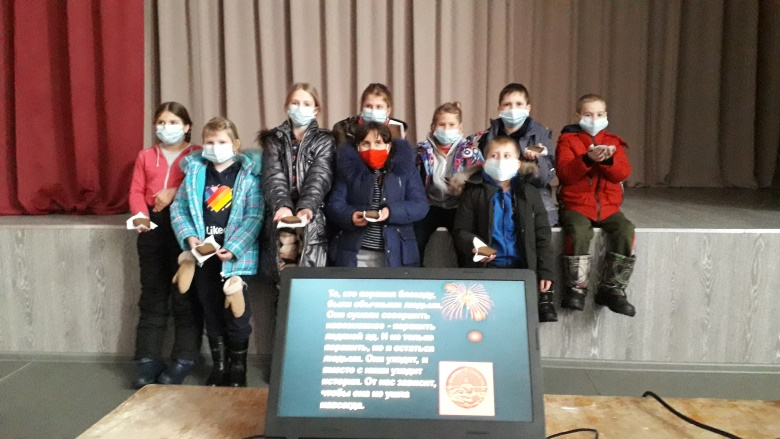 Те, кто пережил блокаду,
были обычными людьми.
Они сумели совершить
невозможное - пережить
ледяной ад. И не только
пережить, но и остаться
людьми. Они уходят, и
вместе с ними уходит
история. От нас зависит,
чтобы она не ушла
навсегда.
Like